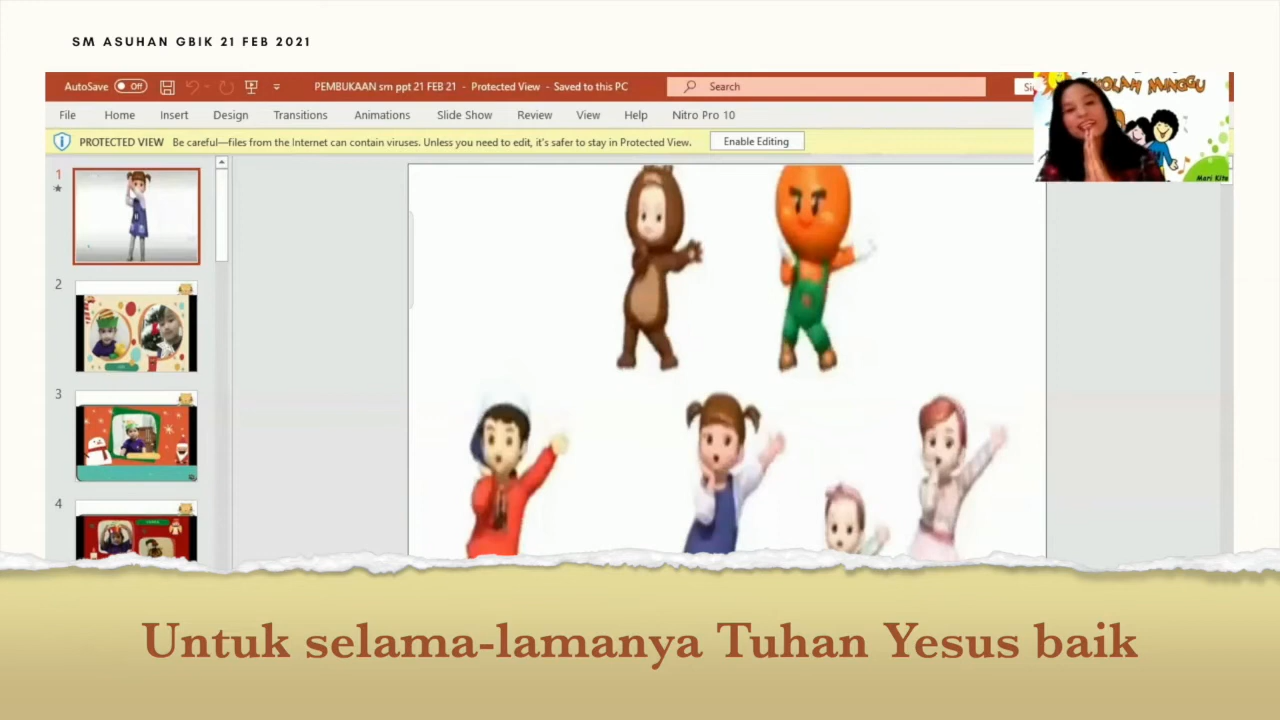 SM ASUHAN GBIK 21 FEB 2021
AutoSave Off PEMBUKAAN sm ppt 21 FEB 21 - Protected View - Saved to this PC Search
File Home Insert Design Transitions Animations Slide Show Review View Help Nitro Pro 10
PROTECTED VIEW Be careful—files from the Internet can contain viruses. Unless you need to edit, it's safer to stay in Protected View. Enable Editing
MINGGU
Mari Kita
1
2
3
4
Untuk selama-lamanya Tuhan Yesus baik